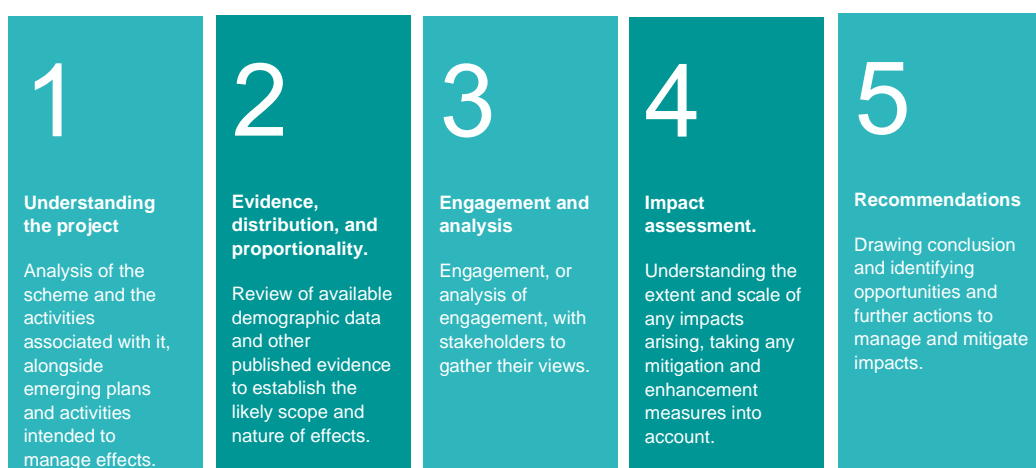 1
Understanding
the project
Analysis of the
scheme and the
activities
associated with it,
alongside
emerging plans
and activities
intended to
manage effects.
2
Evidence,
distribution, and
proportionality.
Review of available
demographic data
and other
published evidence
to establish the
likely scope and
nature of effects.
3
Engagement and
analysis
Engagement, or
analysis of
engagement, with
stakeholders to
gather their views.
4
Impact
assessment.
Understanding the
extent and scale of
any impacts
arising, taking any
mitigation and
enhancement
measures into
account.
5
Recommendations
Drawing conclusion
and identifying
opportunities and
further actions to
manage and mitigate
impacts.